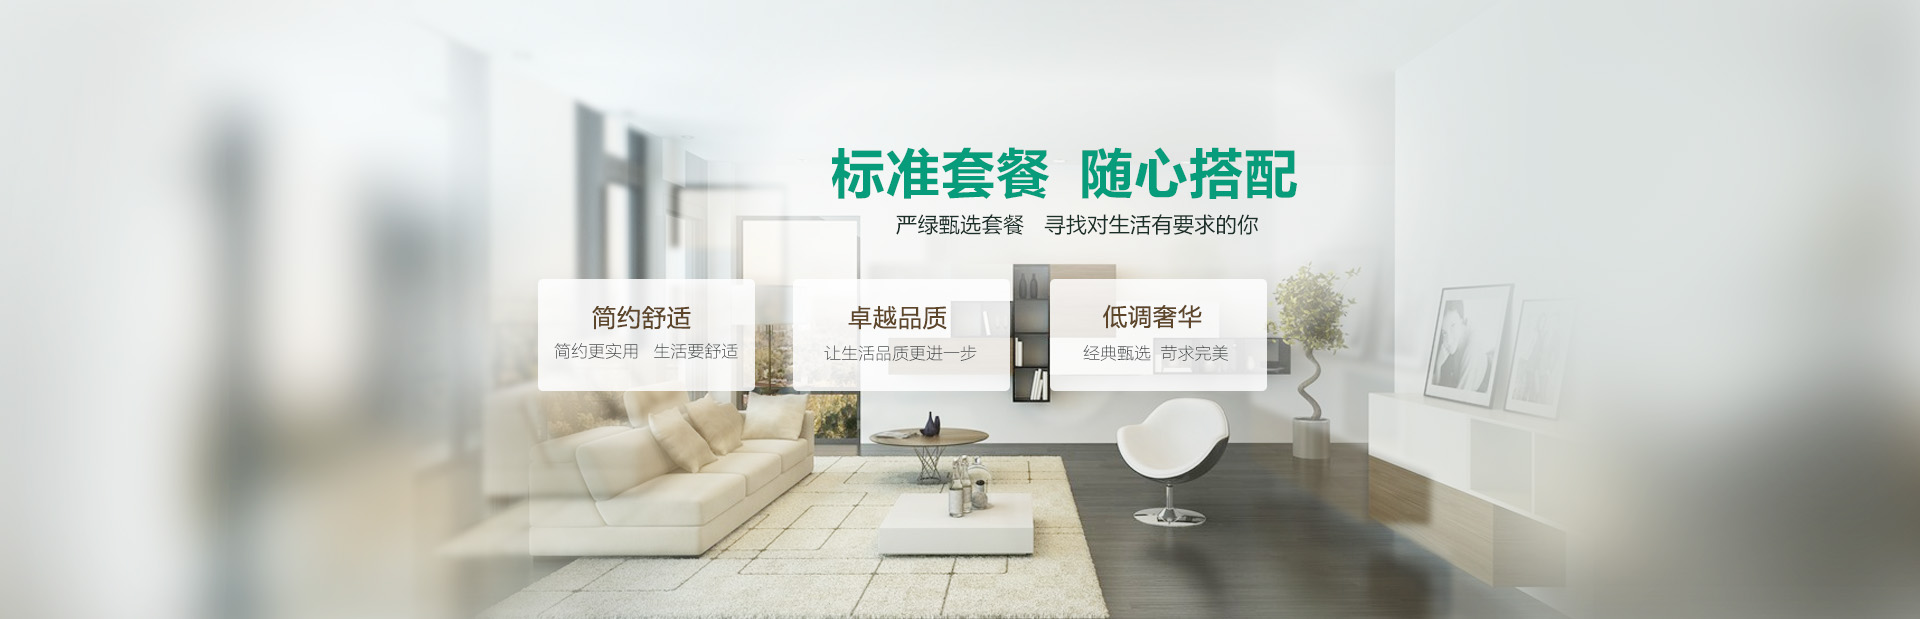 标准套餐 随心搭配
严绿甄选套餐 寻找对生活有要求的你
简约舒适
简约更实用 生活要舒适
卓越品质
让生活品质更进一步
低调奢华
经典甄选 苛求完美